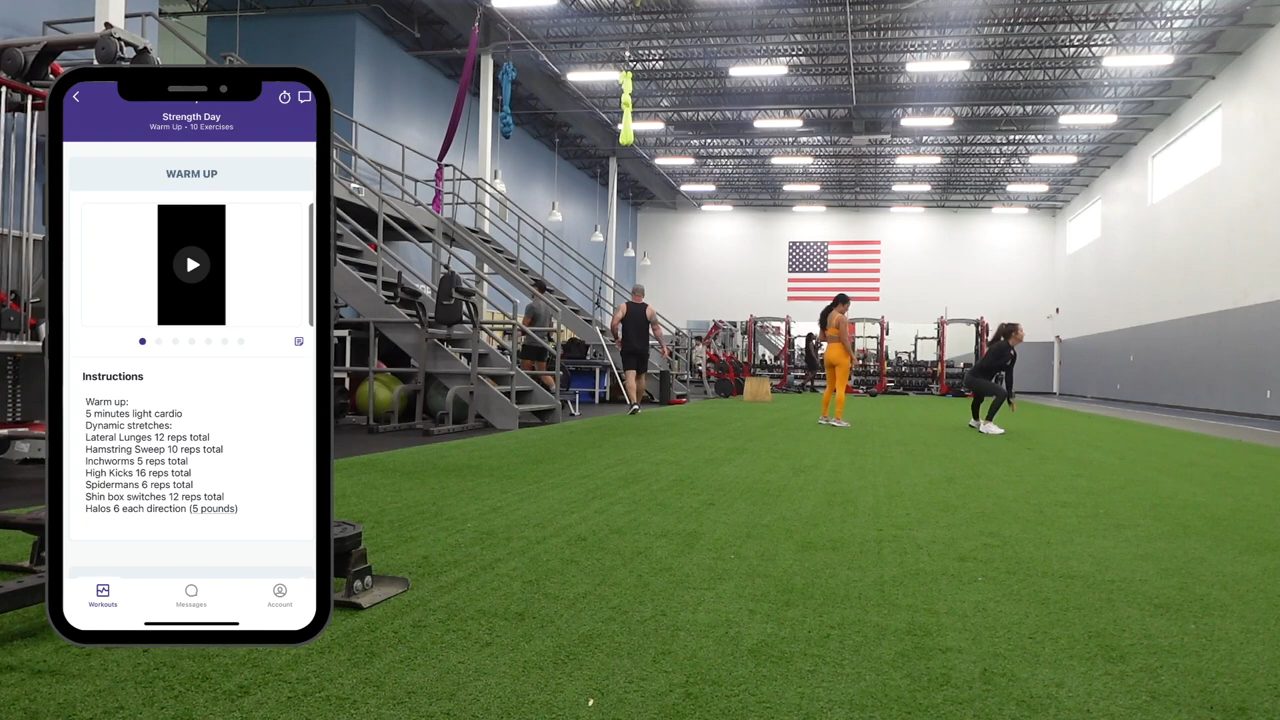 Strength Day
Warm Up • 10 Exercises
WARM UP
Instructions
Warm up:
5 minutes light cardio
Dynamic stretches:
Lateral Lunges 12 reps total
Hamstring Sweep 10 reps total
Inchworms 5 reps total
High Kicks 16 reps total
Spidermans 6 reps total
Shin box switches 12 reps total
Halos 6 each direction (5 pounds)
Workouts
Messages
Account